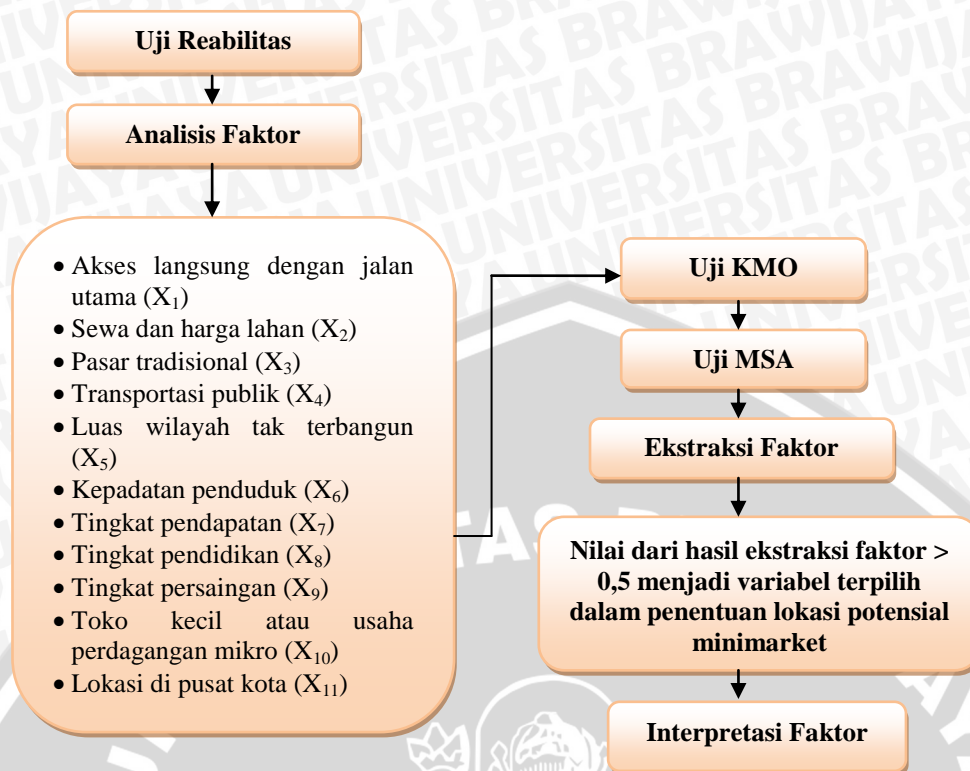 Uji Reabilitas
Analisis Faktor
• Akses langsung dengan jalan
utama (X₁)
• Sewa dan harga lahan (X₂)
• Pasar tradisional (X₃)
• Transportasi publik (X₄)
• Luas wilayah tak terbangun
(X₅)
• Kepadatan penduduk (X₆)
• Tingkat pendapatan (X₇)
• Tingkat pendidikan (X₈)
• Tingkat persaingan (X₉)
• Toko kecil atau usaha
perdagangan mikro (X₁₀)
• Lokasi di pusat kota (X₁₁)
Uji KMO
Uji MSA
Ekstraksi Faktor
Nilai dari hasil ekstraksi faktor >
0,5 menjadi variabel terpilih
dalam penentuan lokasi potensial
minimarket
Interpretasi Faktor